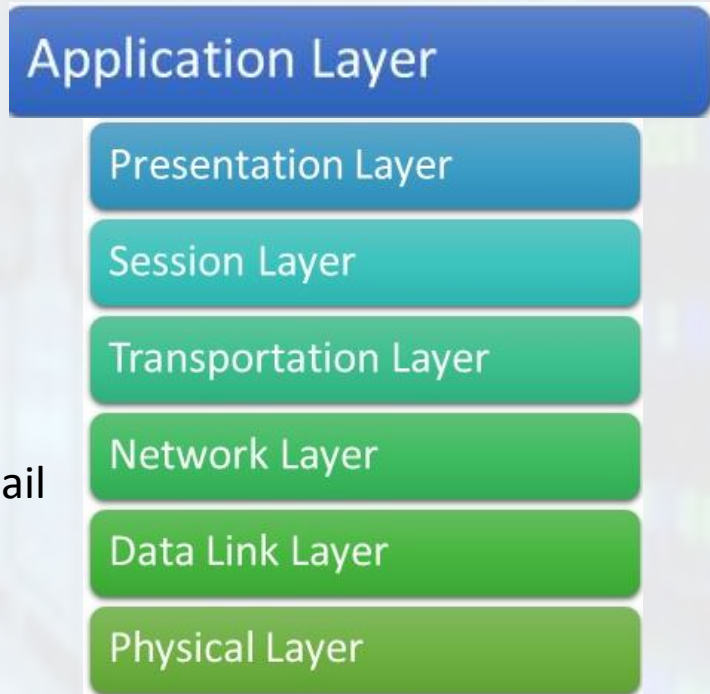 Application Layer
Presentation Layer
Session Layer
Transportation Layer
Network Layer
ail
Data Link Layer
Physical Layer